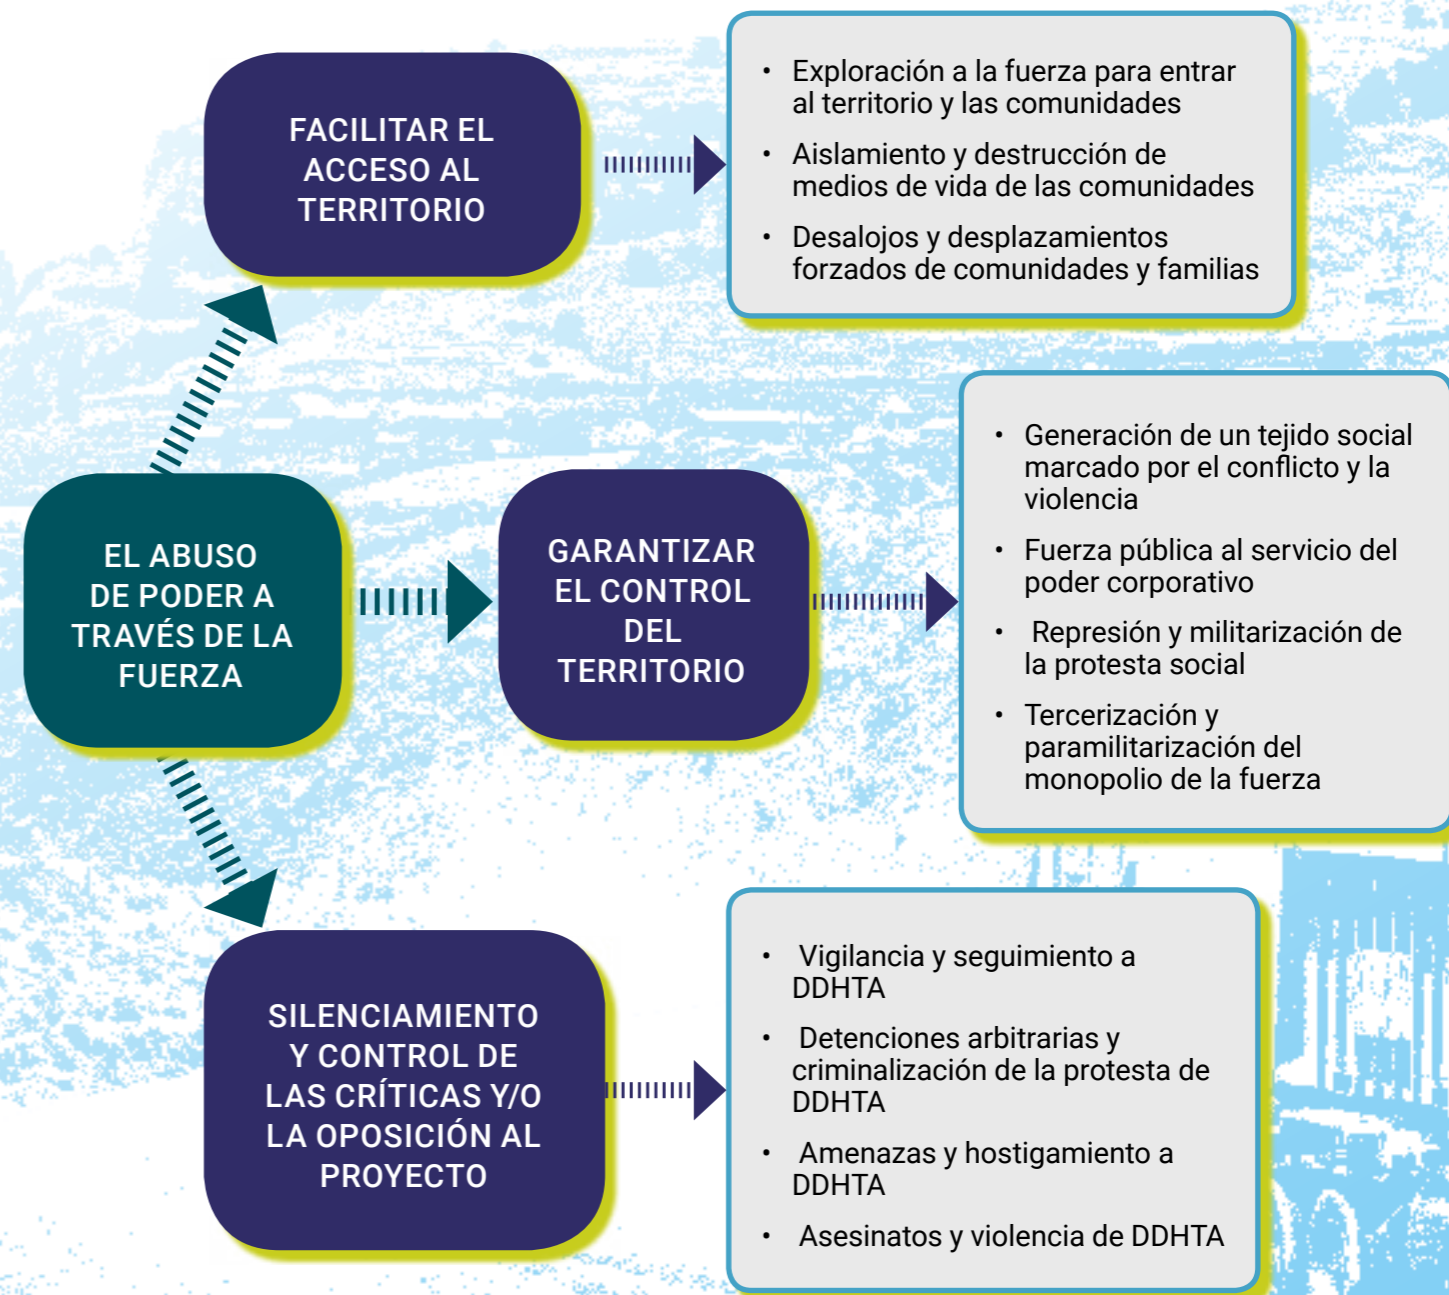 FACILITAR EL
ACCESO AL
TERRITORIO
• Exploración a la fuerza para entrar
al territorio y las comunidades
• Aislamiento y destrucción de
medios de vida de las comunidades
• Desalojos y desplazamientos
forzados de comunidades y familias
EL ABUSO
DE PODER A
TRAVÉS DE LA
FUERZA
GARANTIZAR
EL CONTROL
DEL
TERRITORIO
• Generación de un tejido social
marcado por el conflicto y la
violencia
• Fuerza pública al servicio del
poder corporativo
• Represión y militarización de
la protesta social
• Tercerización y
paramilitarización del
monopolio de la fuerza
SILENCIAMIENTO
Y CONTROL DE
LAS CRÍTICAS Y/O
LA OPOSICIÓN AL
PROYECTO
• Vigilancia y seguimiento a
DDHTA
• Detenciones arbitrarias y
criminalización de la protesta de
DDHTA
• Amenazas y hostigamiento a
DDHTA
• Asesinatos y violencia de DDHTA